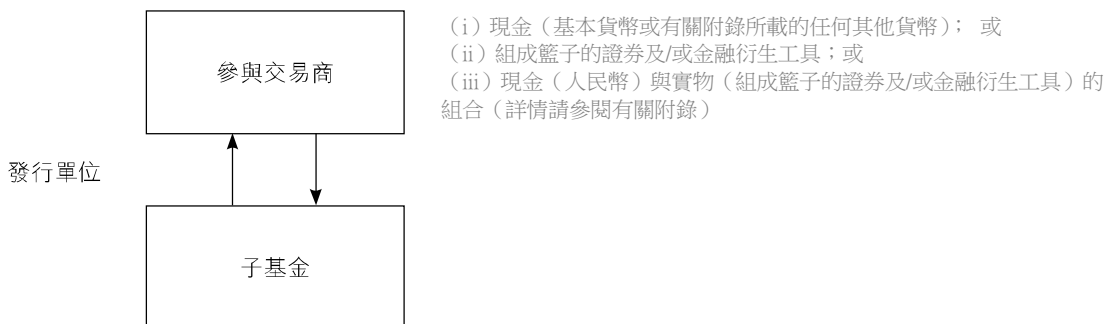 (i)現金(基本貨幣或有關附錄所載的任何其他貨幣); 或
(ii)組成籃子的證券及/或金融衍生工具;或
(iii)現金(人民幣)與實物(組成籃子的證券及/或金融衍生工具)的
組合(詳情請參閱有關附錄)
參與交易商
發行單位
子基金